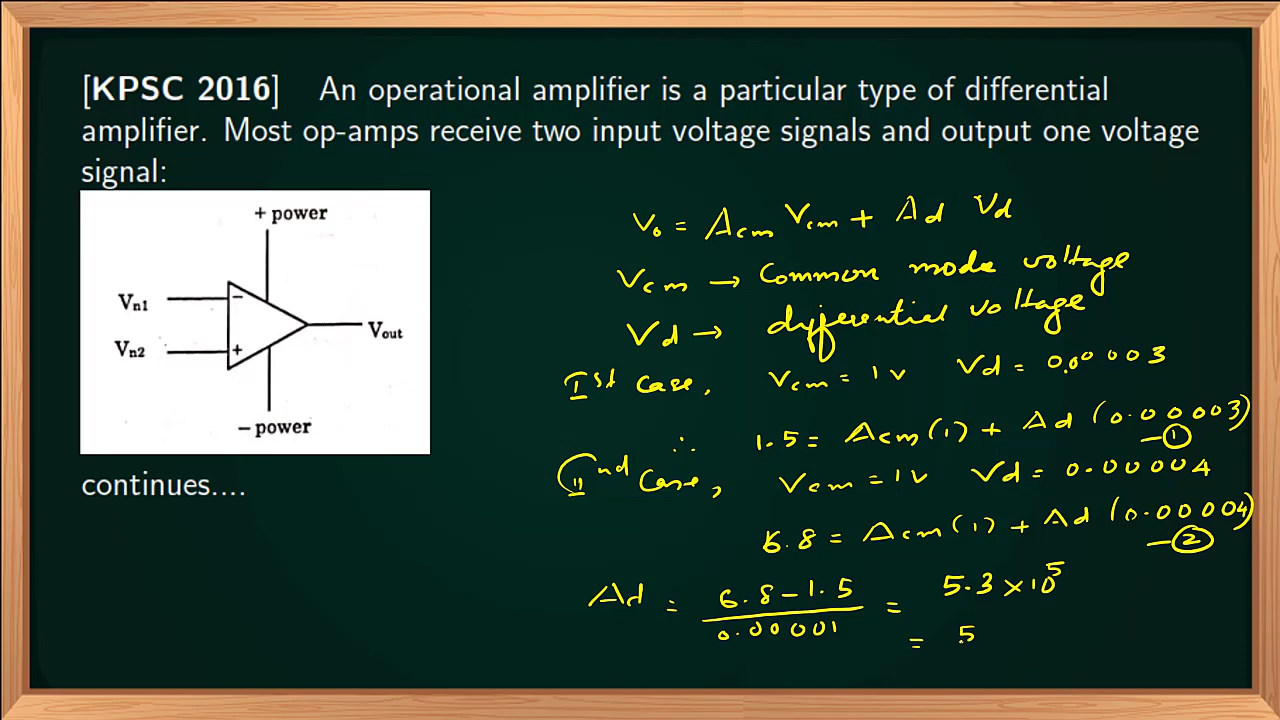 [KPSC 2016] An operational amplifier is a particular type of differential
amplifier. Most op-amps receive two input voltage signals and output one voltage
signal:
+ power
Vn1
−
Vn2
+
Vout
− power
continues....
V0 = Acm Vcm + Ad Vd
Vcm → Common mode voltage
Vd → differential voltage
Ist case, Vcm = 1V Vd = 0.00003
∴ 1.5 = Acm(1) + Ad (0.00003) —①
IInd Case, Vcm = 1V Vd = 0.00004
6.8 = Acm(1) + Ad (0.00004) —②
Ad = 6.8 − 1.5 / 0.00001 = 5.3 × 10^5
= 5